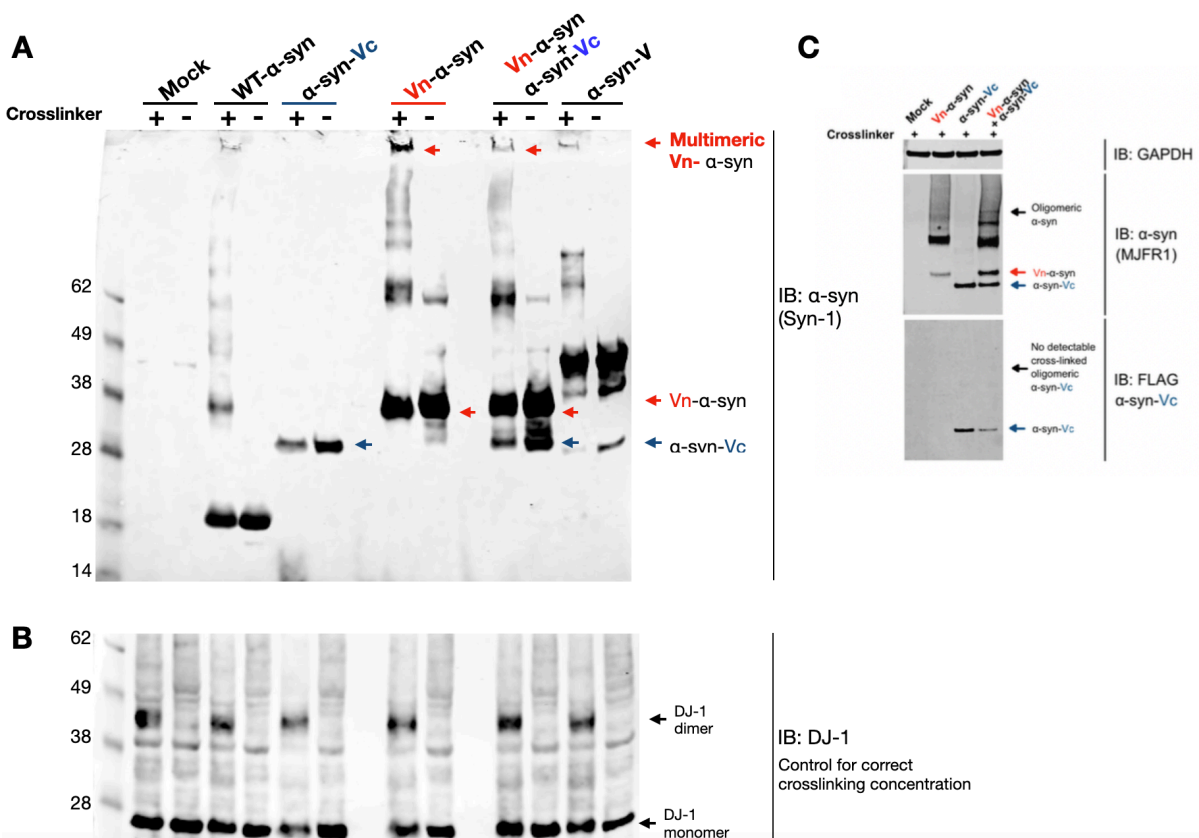 A
Mock
WT-α-syn
α-syn-Vc
Vn-α-syn
Vn-α-syn
+
α-syn-Vc
α-syn-V
Crosslinker
+ - + - + - + - + - + -
Multimeric
Vn- α-syn
62
49
38
28
18
14
Vn-α-syn
α-syn-Vc
IB: α-syn
(Syn-1)
B
62
49
38
28
DJ-1
dimer
DJ-1
monomer
IB: DJ-1
Control for correct
crosslinking concentration
C
Mock
Vn-α-syn
α-syn-Vc
Vn-α-syn
+ α-syn-Vc
Crosslinker
+ + + +
IB: GAPDH
Oligomeric
α-syn
Vn-α-syn
α-syn-Vc
IB: α-syn
(MJFR1)
No detectable
cross-linked
oligomeric
α-syn-Vc
α-syn-Vc
IB: FLAG
α-syn-Vc